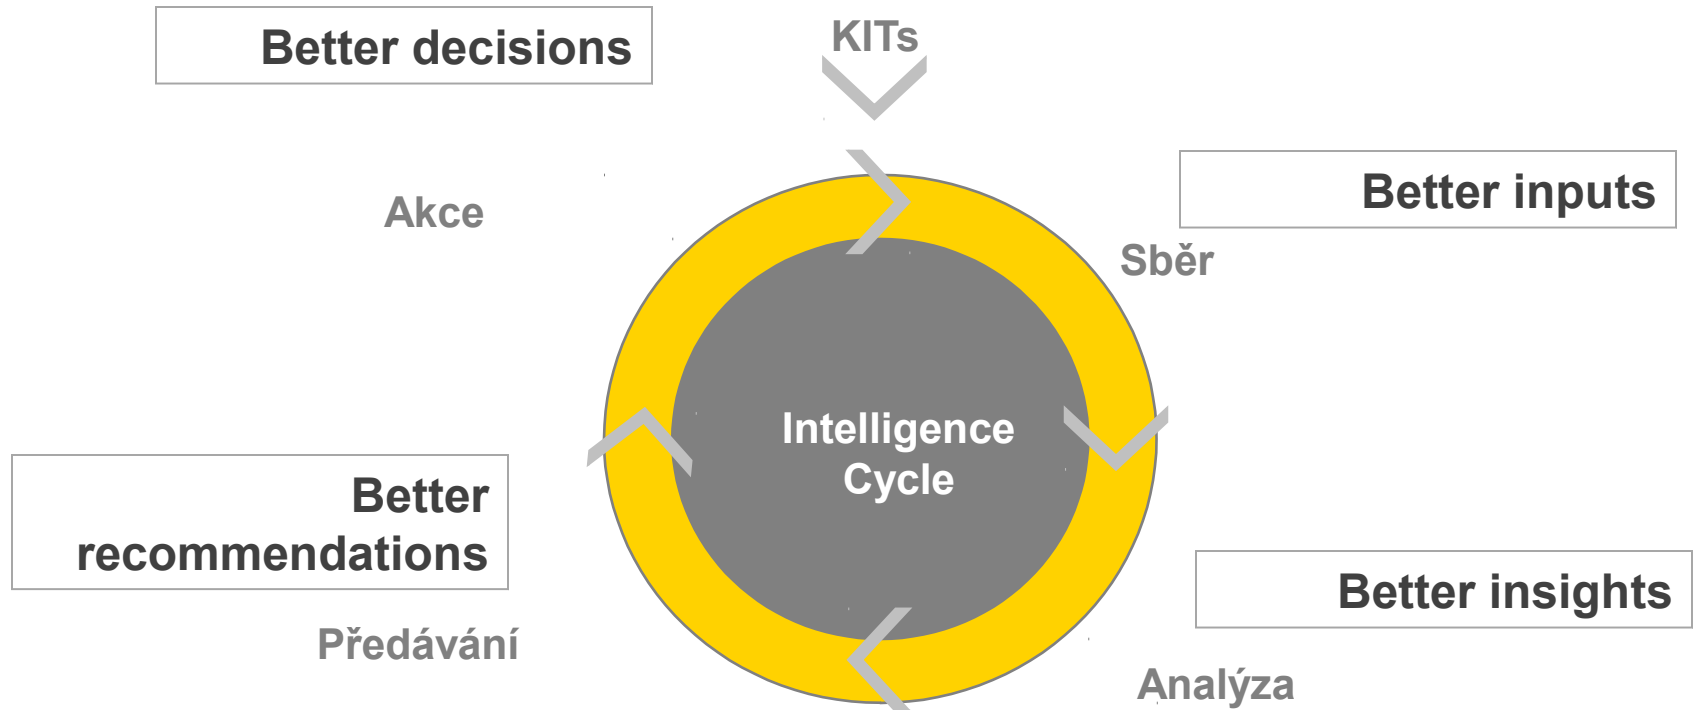 Better decisions
KITs
Akce
Better inputs
Sběr
Intelligence
Cycle
Better
recommendations
Předávání
Better insights
Analýza